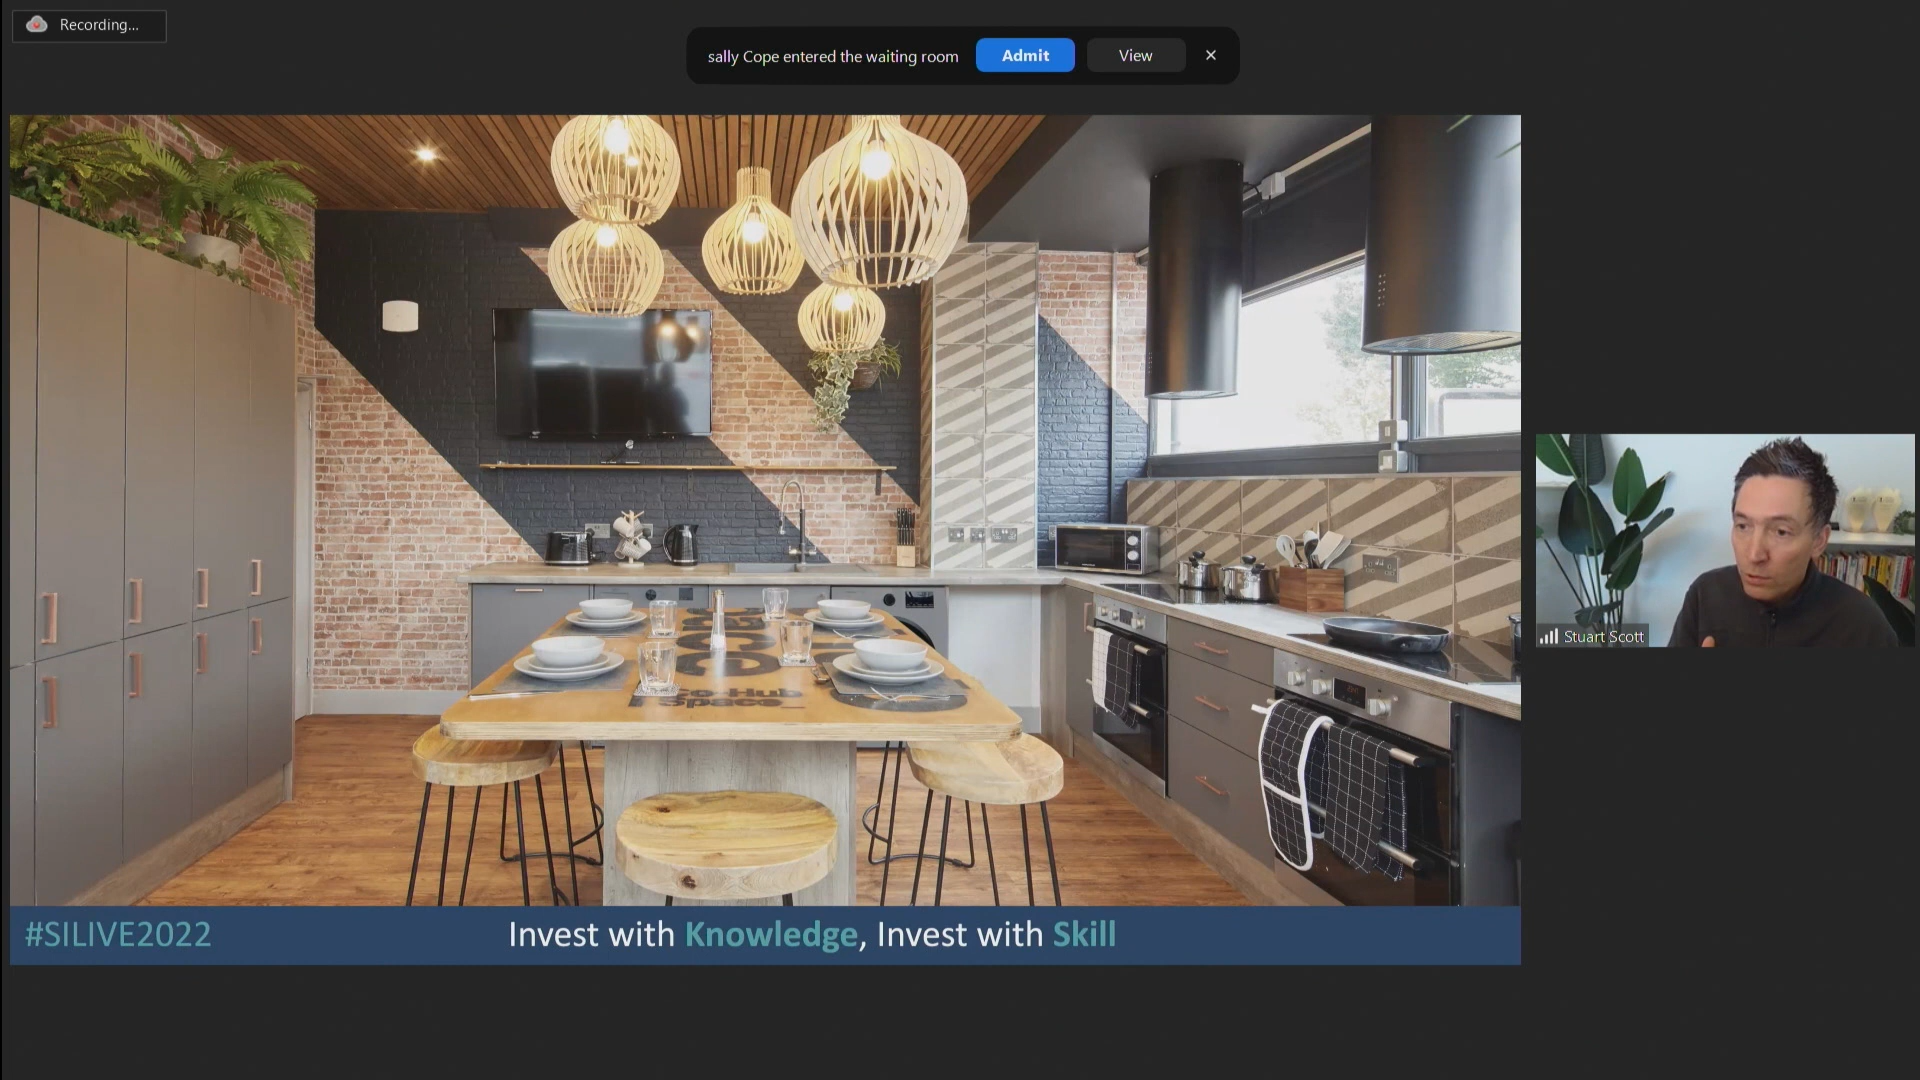 Recording...
sally Cope entered the waiting room
Admit
View
Stuart Scott
#SILIVE2022
Invest with Knowledge, Invest with Skill